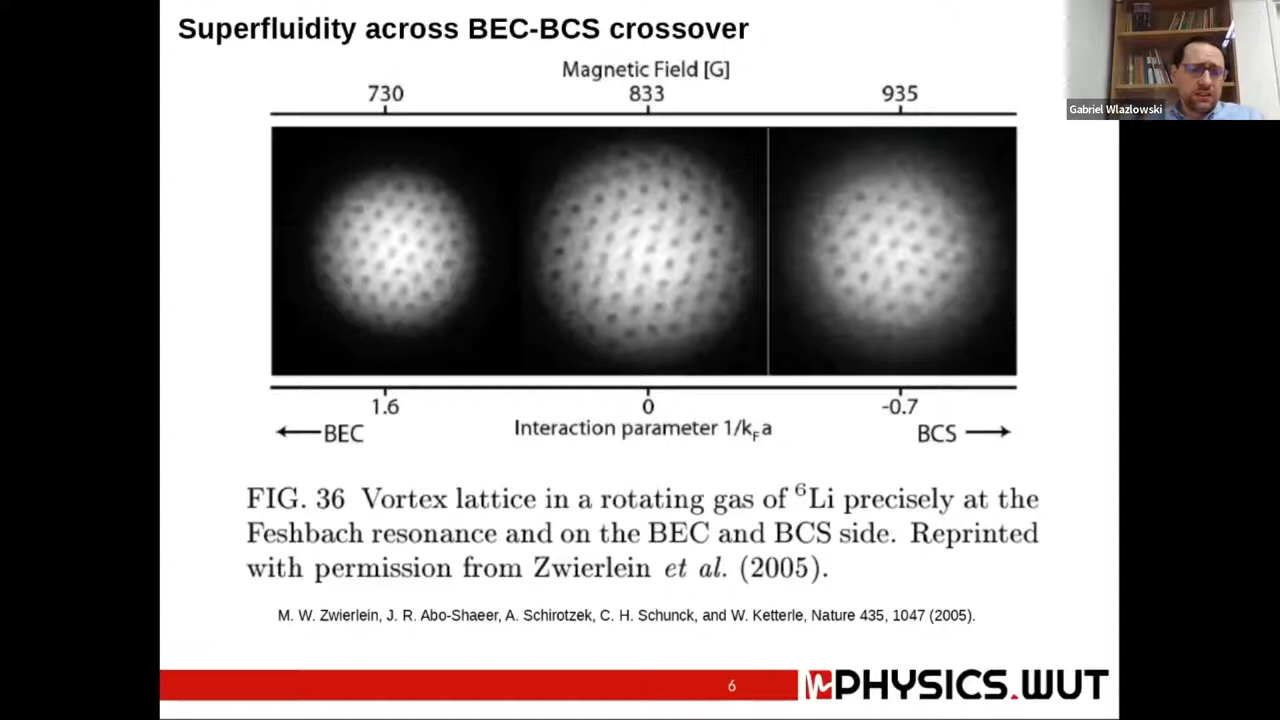 Superfluidity across BEC-BCS crossover
Magnetic Field [G]
730 833 935
Gabriel Wlazlowski
1.6 0 -0.7
←BEC Interaction parameter 1/kFa BCS →
FIG. 36 Vortex lattice in a rotating gas of ⁶Li precisely at the
Feshbach resonance and on the BEC and BCS side. Reprinted
with permission from Zwierlein et al. (2005).
M. W. Zwierlein, J. R. Abo-Shaeer, A. Schirotzek, C. H. Schunck, and W. Ketterle, Nature 435, 1047 (2005).
6
PHYSICS.WUT